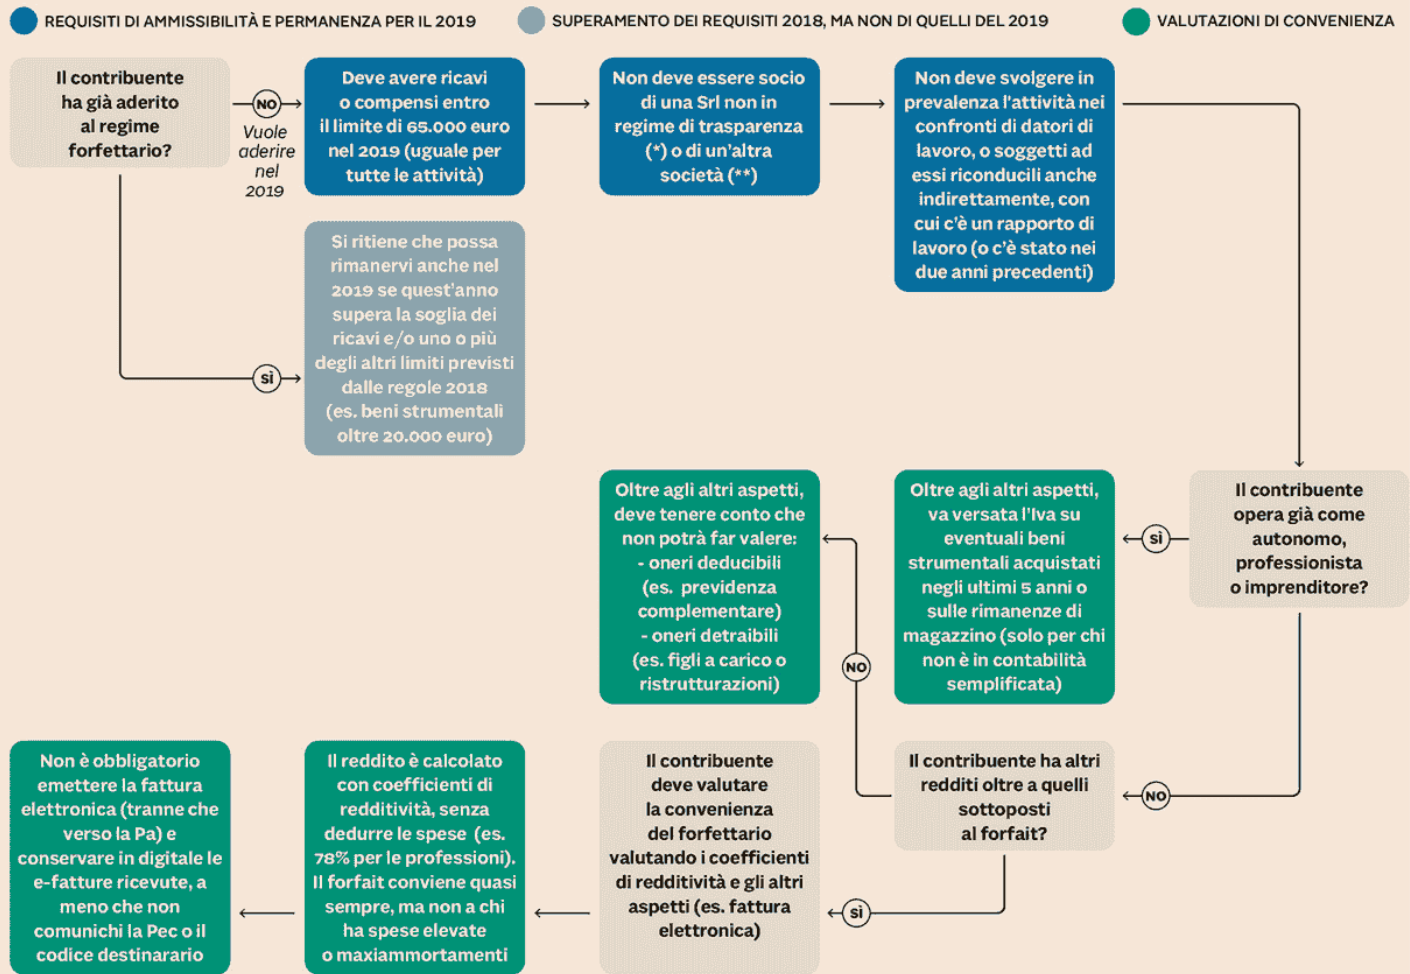 REQUISITI DI AMMISSIBILITÀ E PERMANENZA PER IL 2019
SUPERAMENTO DEI REQUISITI 2018, MA NON DI QUELLI DEL 2019
VALUTAZIONI DI CONVENIENZA
Il contribuente
ha già aderito
al regime
forfettario?
NO
Vuole
aderire
nel
2019
Deve avere ricavi
o compensi entro
il limite di 65.000 euro
nel 2019 (uguale per
tutte le attività)
Non deve essere socio
di una Srl non in
regime di trasparenza
(*) o di un'altra
società (**)
Non deve svolgere in
prevalenza l'attività nei
confronti di datori di
lavoro, o soggetti ad
essi riconducili anche
indirettamente, con
cui c'è un rapporto di
lavoro (o c'è stato nei
due anni precedenti)
SÌ
Si ritiene che possa
rimanervi anche nel
2019 se quest'anno
supera la soglia dei
ricavi e/o uno o più
degli altri limiti previsti
dalle regole 2018
(es. beni strumentali
oltre 20.000 euro)
Il contribuente
opera già come
autonomo,
professionista
o imprenditore?
SÌ
Oltre agli altri aspetti,
va versata l'Iva su
eventuali beni
strumentali acquistati
negli ultimi 5 anni o
sulle rimanenze di
magazzino (solo per chi
non è in contabilità
semplificata)
NO
Il contribuente ha altri
redditi oltre a quelli
sottoposti
al forfait?
NO
Oltre agli altri aspetti,
deve tenere conto che
non potrà far valere:
- oneri deducibili
(es. previdenza
complementare)
- oneri detraibili
(es. figli a carico o
ristrutturazioni)
SÌ
Il contribuente
deve valutare
la convenienza
del forfettario
valutando i coefficienti
di redditività e gli altri
aspetti (es. fattura
elettronica)
Il reddito è calcolato
con coefficienti di
redditività, senza
dedurre le spese (es.
78% per le professioni).
Il forfait conviene quasi
sempre, ma non a chi
ha spese elevate
o maxiammortamenti
Non è obbligatorio
emettere la fattura
elettronica (tranne che
verso la Pa) e
conservare in digitale le
e-fatture ricevute, a
meno che non
comunichi la Pec o il
codice destinarario